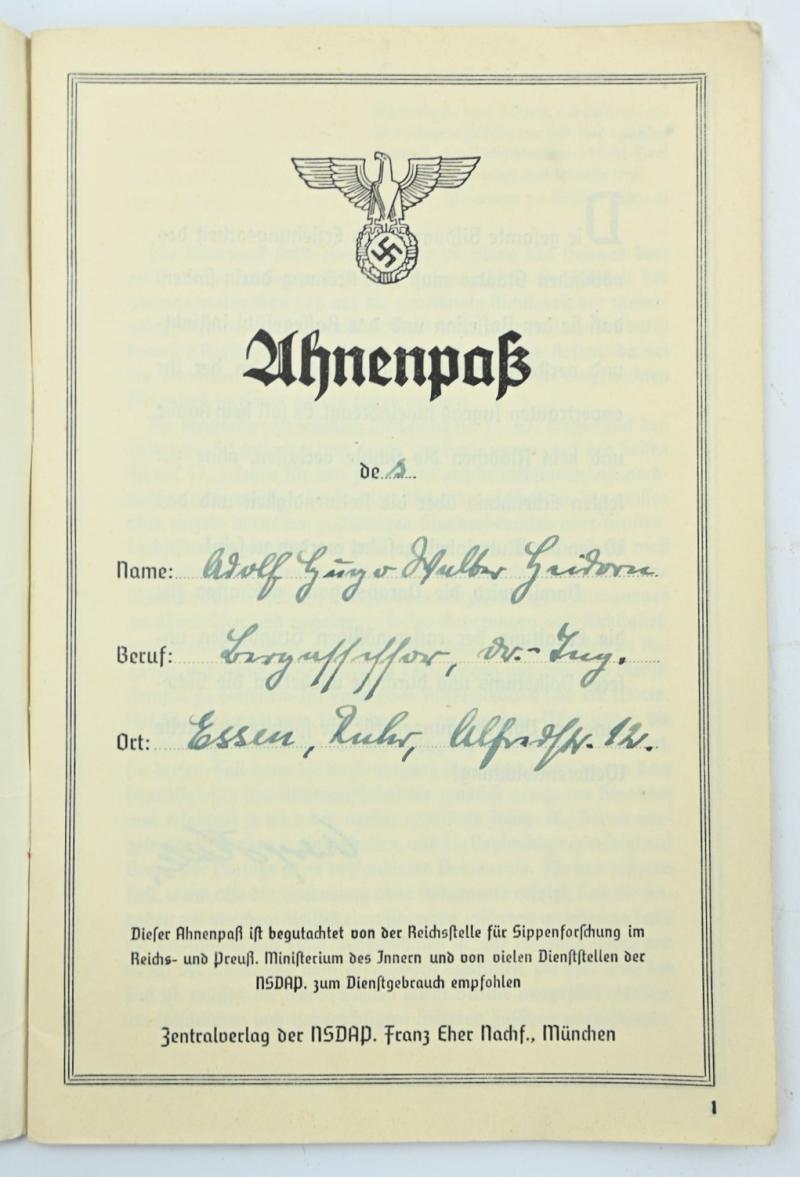 Ahnenpaß
des
Name: Adolf Hugo Walter Heidorn
Beruf: Bergassessor, Dr.-Ing.
Ort: Essen, Ruhr, Alfredstr. 12.
Dieser Ahnenpaß ist begutachtet von der Reichsstelle für Sippenforschung im
Reichs- und Preuß. Ministerium des Innern und von vielen Dienststellen der
NSDAP. zum Dienstgebrauch empfohlen
Zentralverlag der NSDAP. Franz Eher Nachf., München
1